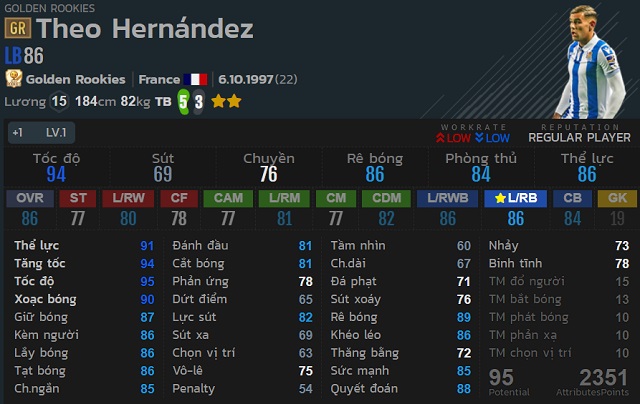 GOLDEN ROOKIES
GR Theo Hernández
LB 86
Golden Rookies France 6.10.1997 (22)
Lương 15 184cm 82kg TB 5 3
+1 LV.1
WORKRATE REPUTATION
LOW LOW REGULAR PLAYER
Tốc độ Sút Chuyền Rê bóng Phòng thủ Thể lực
94 69 76 86 84 86
OVR ST L/RW CF CAM L/RM CM CDM L/RWB L/RB CB GK
86 77 80 78 77 81 77 82 86 86 84 19
Thể lực 91 Đánh đầu 81 Tầm nhìn 60 Nhảy 73
Tăng tốc 94 Cắt bóng 81 Ch.dài 67 Bình tĩnh 78
Tốc độ 95 Phản ứng 78 Đá phạt 71 TM đổ người 15
Xoạc bóng 90 Dứt điểm 65 Sút xoáy 76 TM bắt bóng 13
Giữ bóng 87 Lực sút 82 Rê bóng 89 TM phát bóng 10
Kèm người 86 Sút xa 69 Khéo léo 86 TM phản xạ 10
Lấy bóng 86 Chọn vị trí 63 Thăng bằng 72 TM chọn vị trí 10
Tạt bóng 86 Vô-lê 75 Sức mạnh 85 95 2351
Ch.ngắn 85 Penalty 54 Quyết đoán 88 Potential AttributesPoints